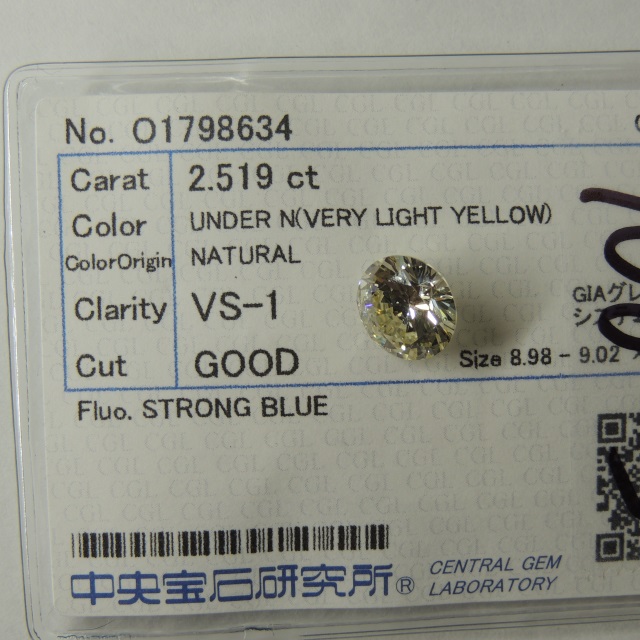 No. O1798634
Carat 2.519 ct
Color UNDER N(VERY LIGHT YELLOW)
ColorOrigin NATURAL
Clarity VS-1
GIAグレ
Cut GOOD
Size 8.98 - 9.02
Fluo. STRONG BLUE
中央宝石研究所®
CENTRAL GEM
LABORATORY